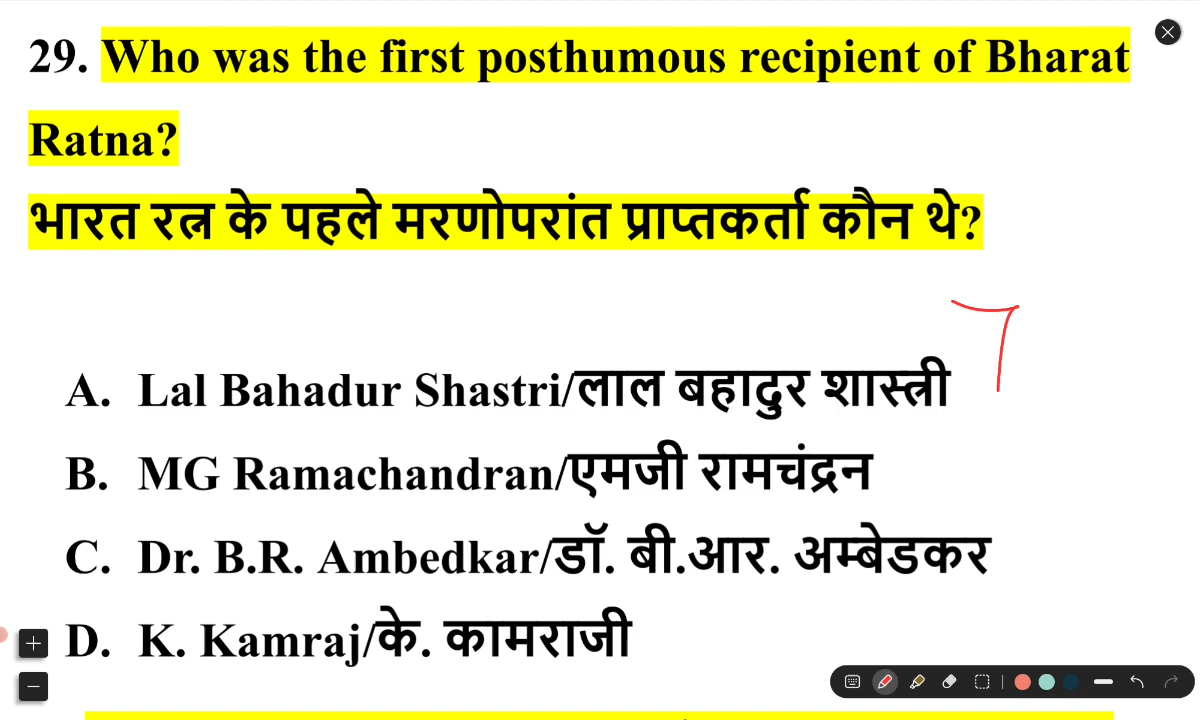 29. Who was the first posthumous recipient of Bharat
Ratna?
भारत रत्न के पहले मरणोपरांत प्राप्तकर्ता कौन थे?
A. Lal Bahadur Shastri/लाल बहादुर शास्त्री
B. MG Ramachandran/एमजी रामचंद्रन
C. Dr. B.R. Ambedkar/डॉ. बी.आर. अम्बेडकर
D. K. Kamraj/के. कामराजी